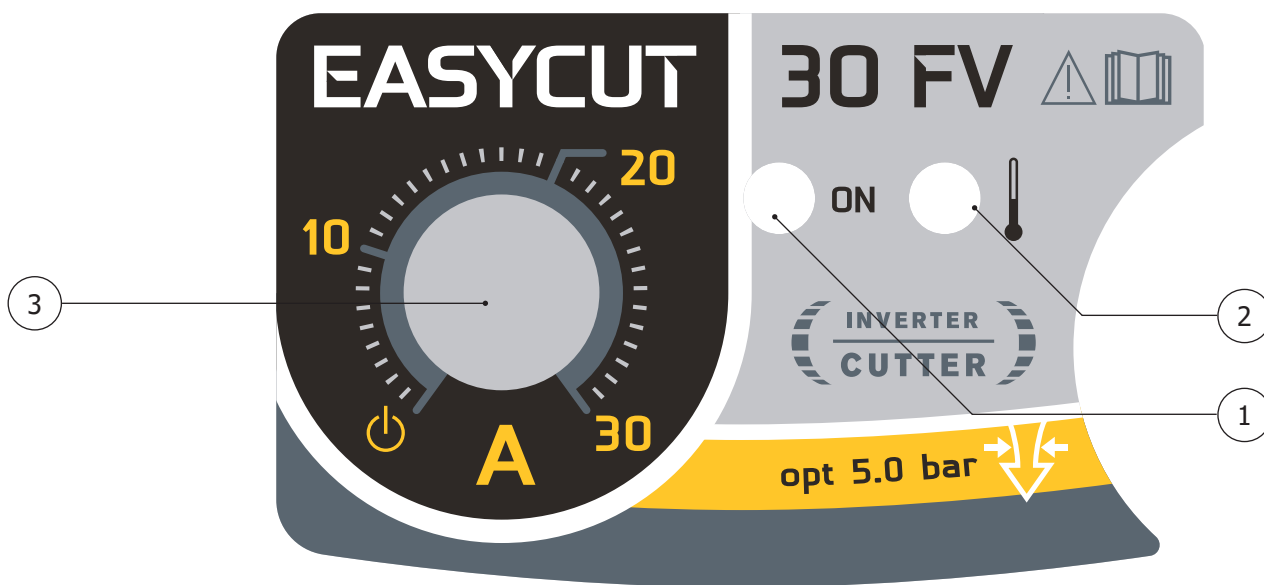 EASYCUT
30 FV
20
10
ON
3
2
INVERTER
CUTTER
1
30
A
opt 5.0 bar